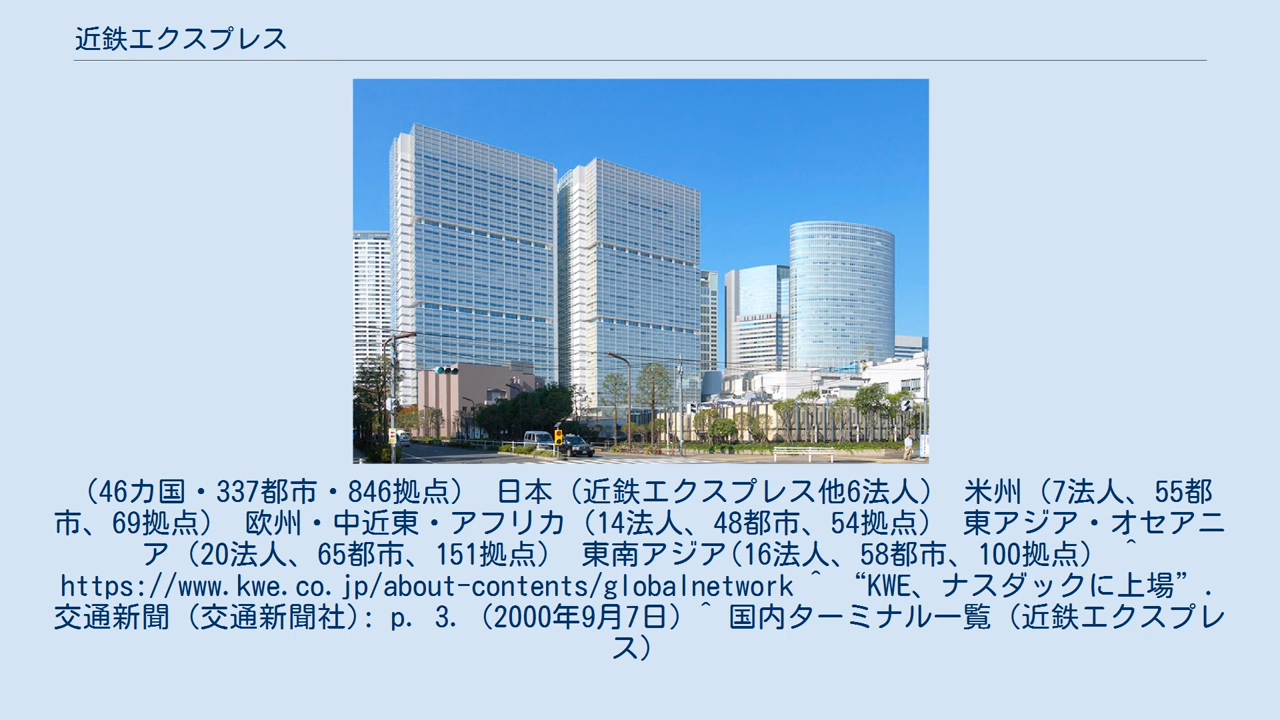 近鉄エクスプレス
（46カ国・337都市・846拠点） 日本（近鉄エクスプレス他6法人） 米州（7法人、55都
市、69拠点） 欧州・中近東・アフリカ（14法人、48都市、54拠点） 東アジア・オセアニ
ア（20法人、65都市、151拠点） 東南アジア(16法人、58都市、100拠点） ^
https://www.kwe.co.jp/about-contents/globalnetwork ^ “KWE、ナスダックに上場”.
交通新聞 (交通新聞社): p. 3. (2000年9月7日) ^ 国内ターミナル一覧（近鉄エクスプレ
ス）